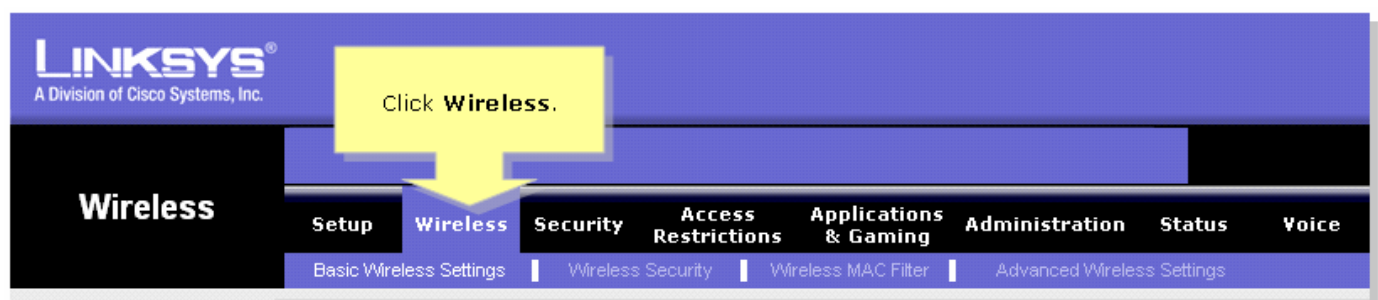 LINKSYS®
A Division of Cisco Systems, Inc.
Click Wireless.
Wireless
Setup Wireless Security Access Restrictions Applications & Gaming Administration Status Voice
Basic Wireless Settings Wireless Security Wireless MAC Filter Advanced Wireless Settings